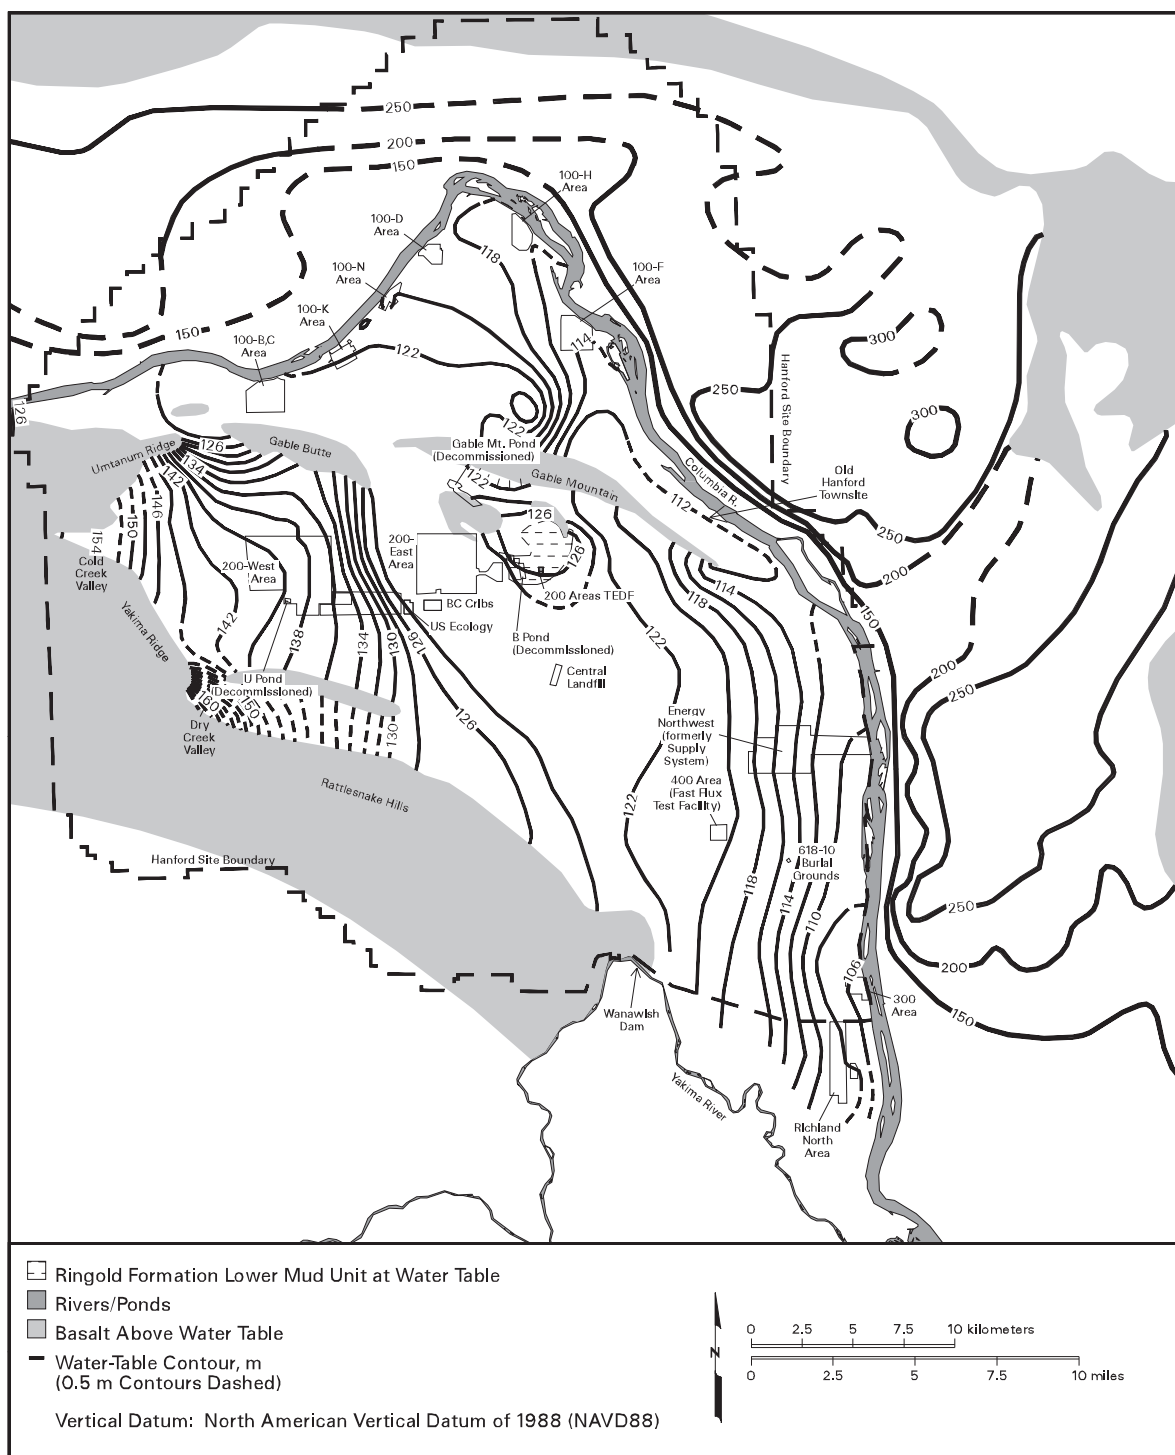 250
200
150
100-H
Area
100-D
Area
118
100-N
Area
100-F
Area
100-K
Area
150
100-B,C
Area
114
122
300
250
Hanford Site Boundary
126
300
122
Umtanum Ridge
126
Gable Butte
Gable Mt. Pond
(Decommissioned)
134
142
122
Gable Mountain
Columbia R.
Old
Hanford
Townsite
146
150
154
112
126
250
Cold
Creek
Valley
200-West
Area
200-
East
Area
126
114
200
200 Areas TEDF
118
BC Cribs
US Ecology
150
Yakima Ridge
142
138
134
130
126
122
B Pond
(Decommissioned)
U Pond
(Decommissioned)
Central
Landfill
200
250
160
150
Dry
Creek
Valley
130
126
Energy
Northwest
(formerly
Supply
System)
400 Area
(Fast Flux
Test Facility)
Rattlesnake Hills
122
618-10
Burial
Grounds
Hanford Site Boundary
118
114
110
250
106
200
300
Area
150
Wanawish
Dam
Yakima River
Richland
North
Area
Ringold Formation Lower Mud Unit at Water Table
Rivers/Ponds
Basalt Above Water Table
Water-Table Contour, m
(0.5 m Contours Dashed)
Vertical Datum: North American Vertical Datum of 1988 (NAVD88)
N
0 2.5 5 7.5 10 kilometers
0 2.5 5 7.5 10 miles